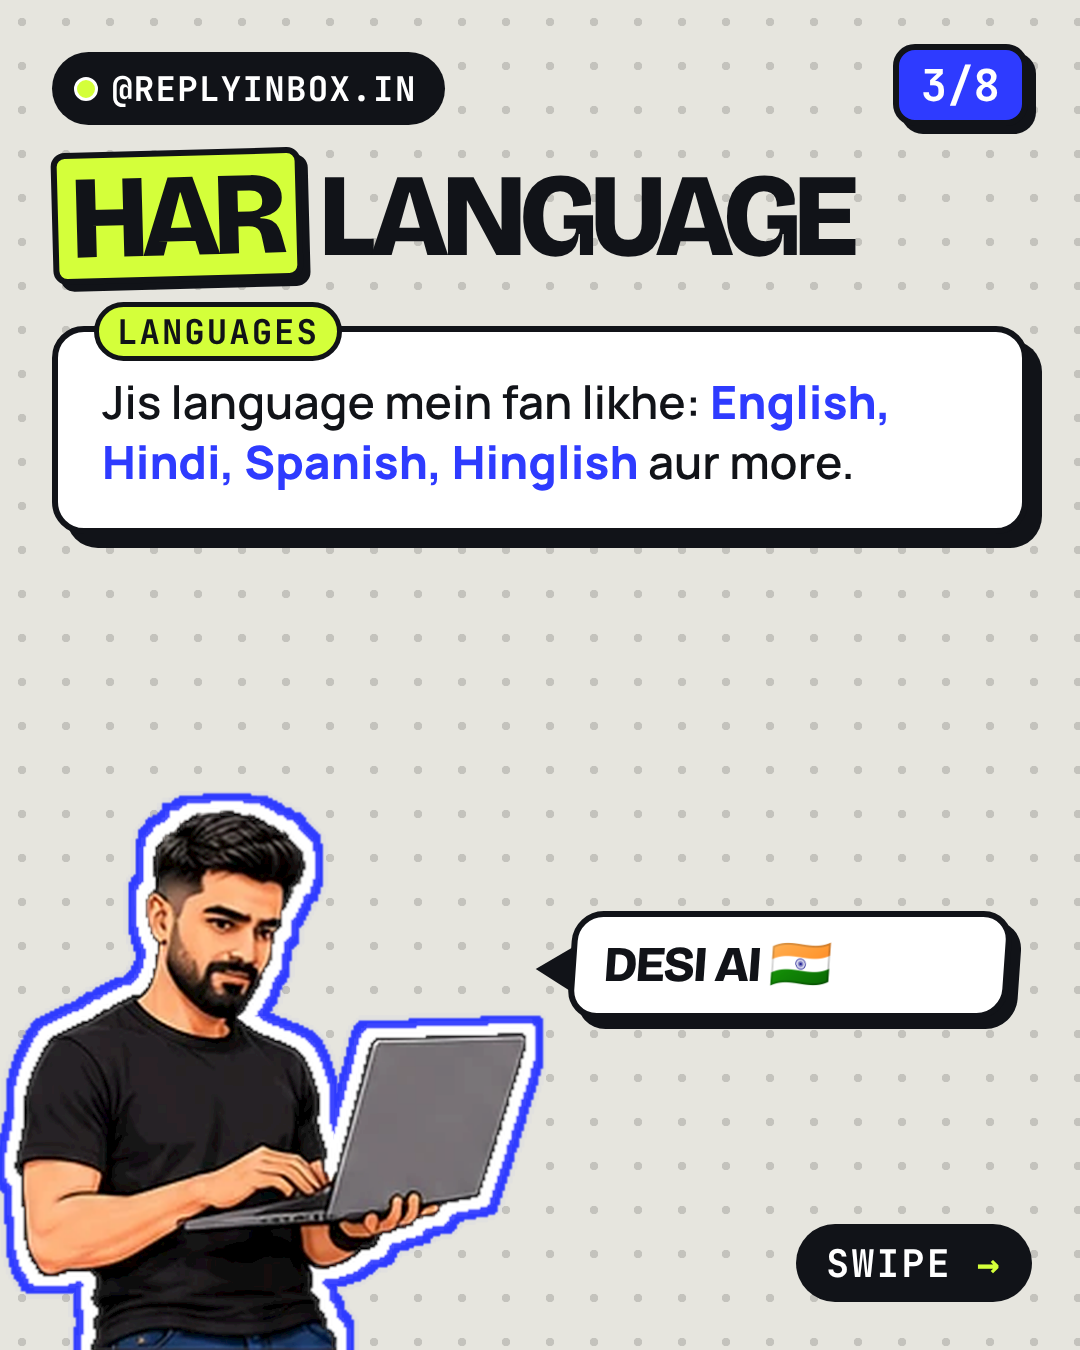 @REPLYINBOX.IN
3/8
HAR LANGUAGE
LANGUAGES
Jis language mein fan likhe: English,
Hindi, Spanish, Hinglish aur more.
DESI AI 🇮🇳
SWIPE →